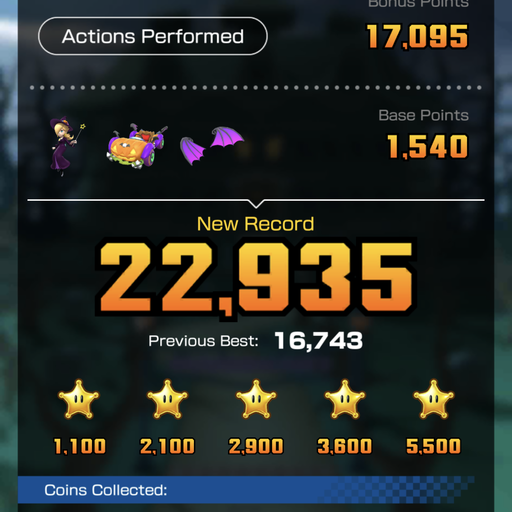 Bonus Points
Actions Performed
17,095
Base Points
1,540
New Record
22,935
Previous Best: 16,743
1,100 2,100 2,900 3,600 5,500
Coins Collected: